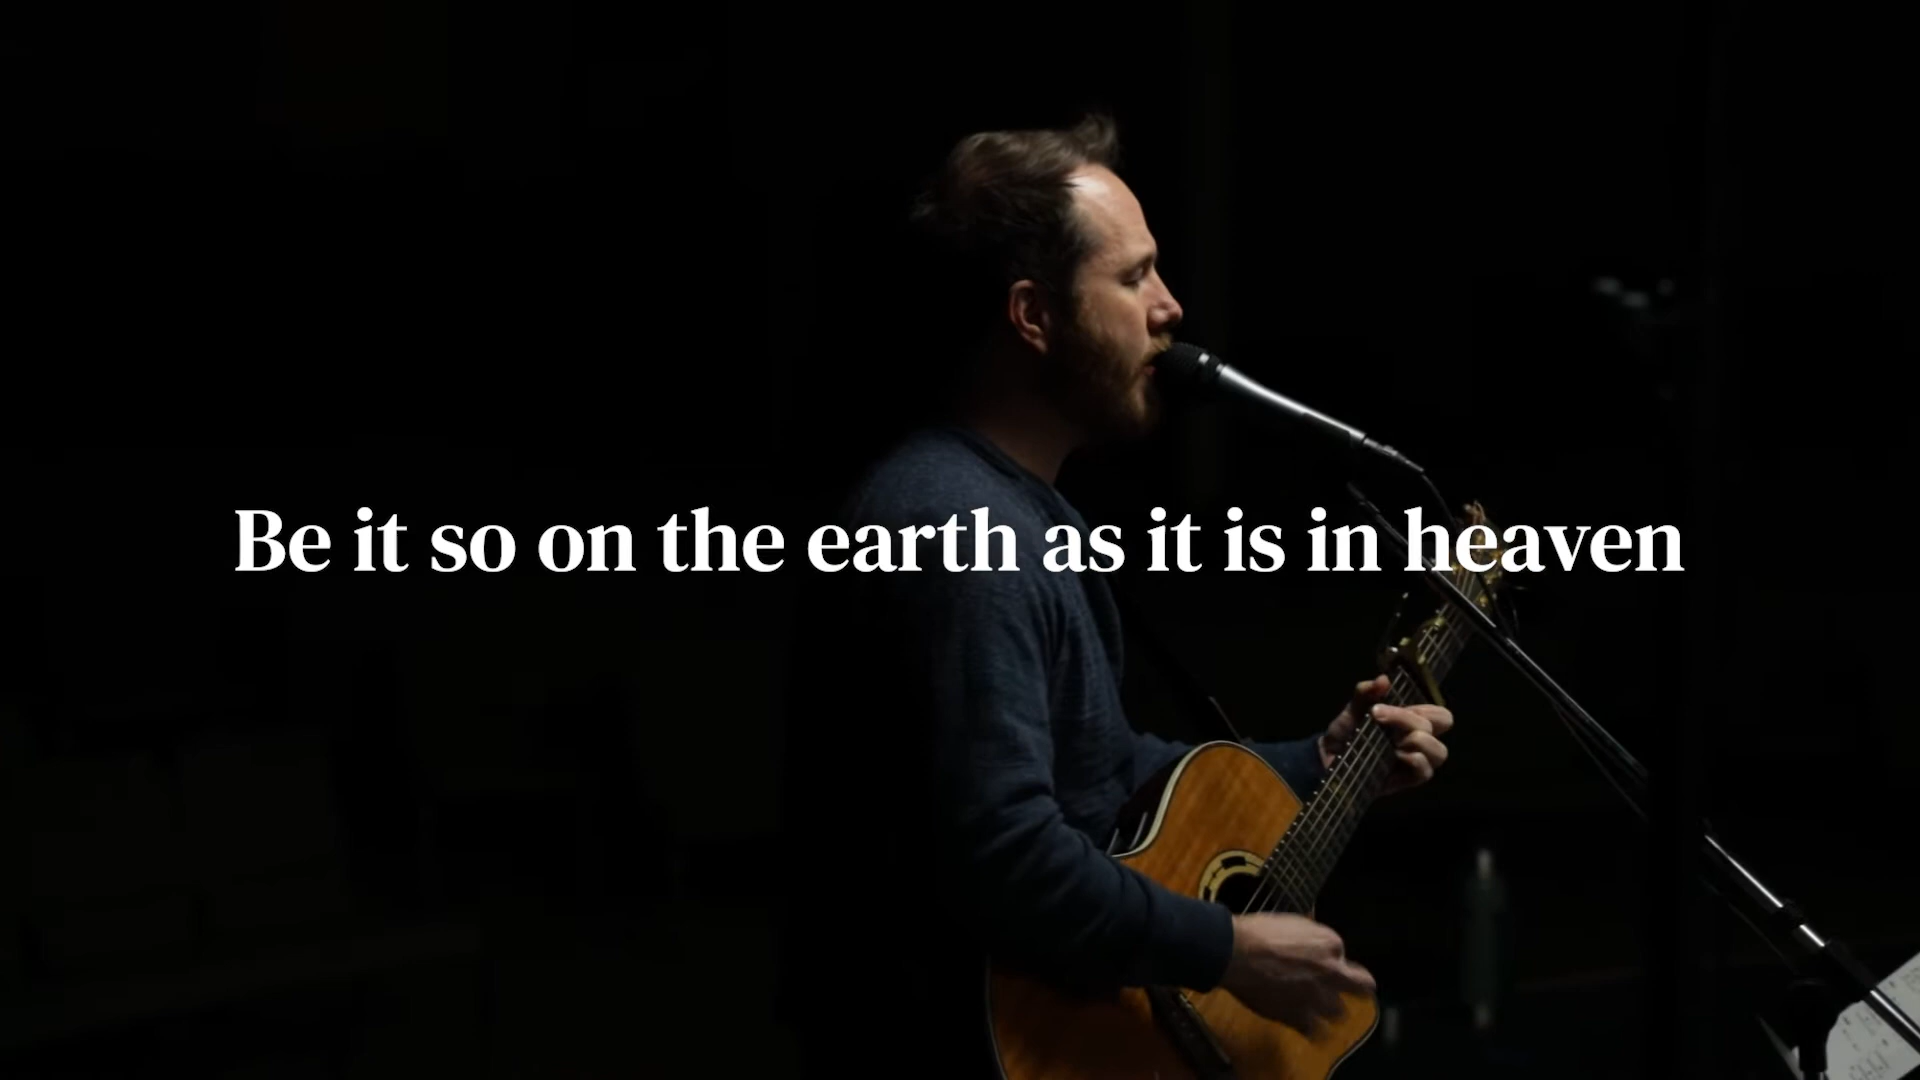 Be it so on the earth as it is in heaven